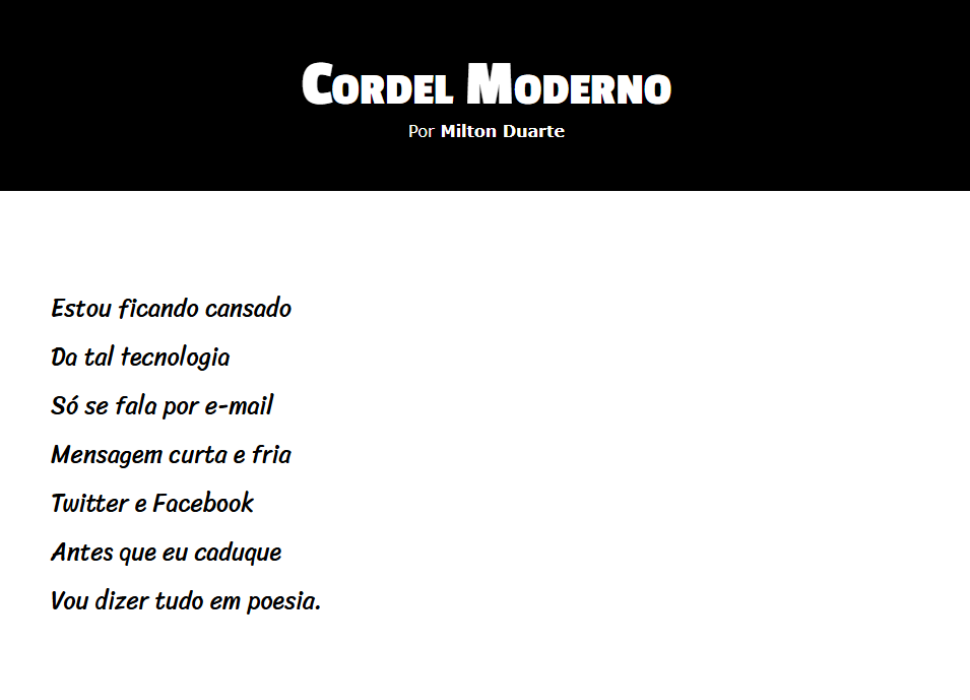 Cordel Moderno
Por Milton Duarte
Estou ficando cansado
Da tal tecnologia
Só se fala por e-mail
Mensagem curta e fria
Twitter e Facebook
Antes que eu caduque
Vou dizer tudo em poesia.